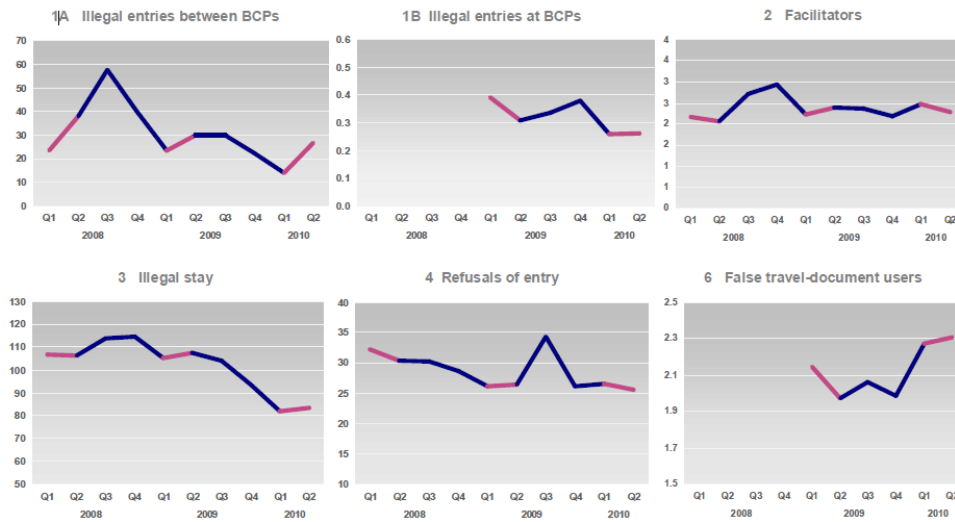 1A Illegal entries between BCPs
70
60
50
40
30
20
10
0
Q1 Q2 Q3 Q4 Q1 Q2 Q3 Q4 Q1 Q2
2008 2009 2010
1B Illegal entries at BCPs
0.6
0.5
0.4
0.3
0.2
0.1
0.0
Q1 Q2 Q3 Q4 Q1 Q2 Q3 Q4 Q1 Q2
2008 2009 2010
2 Facilitators
4
4
3
3
2
2
1
1
0
Q1 Q2 Q3 Q4 Q1 Q2 Q3 Q4 Q1 Q2
2008 2009 2010
3 Illegal stay
130
120
110
100
90
80
70
60
50
Q1 Q2 Q3 Q4 Q1 Q2 Q3 Q4 Q1 Q2
2008 2009 2010
4 Refusals of entry
40
35
30
25
20
15
10
Q1 Q2 Q3 Q4 Q1 Q2 Q3 Q4 Q1 Q2
2008 2009 2010
6 False travel-document users
2.5
2.3
2.1
1.9
1.7
1.5
Q1 Q2 Q3 Q4 Q1 Q2 Q3 Q4 Q1 Q2
2008 2009 2010